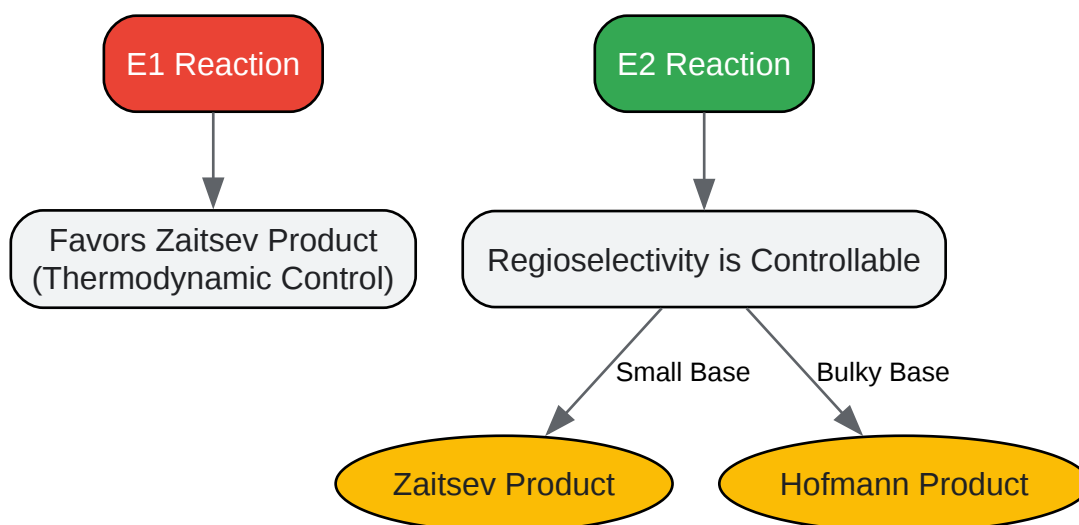 E1 Reaction
E2 Reaction
Favors Zaitsev Product
(Thermodynamic Control)
Regioselectivity is Controllable
Small Base
Bulky Base
Zaitsev Product
Hofmann Product